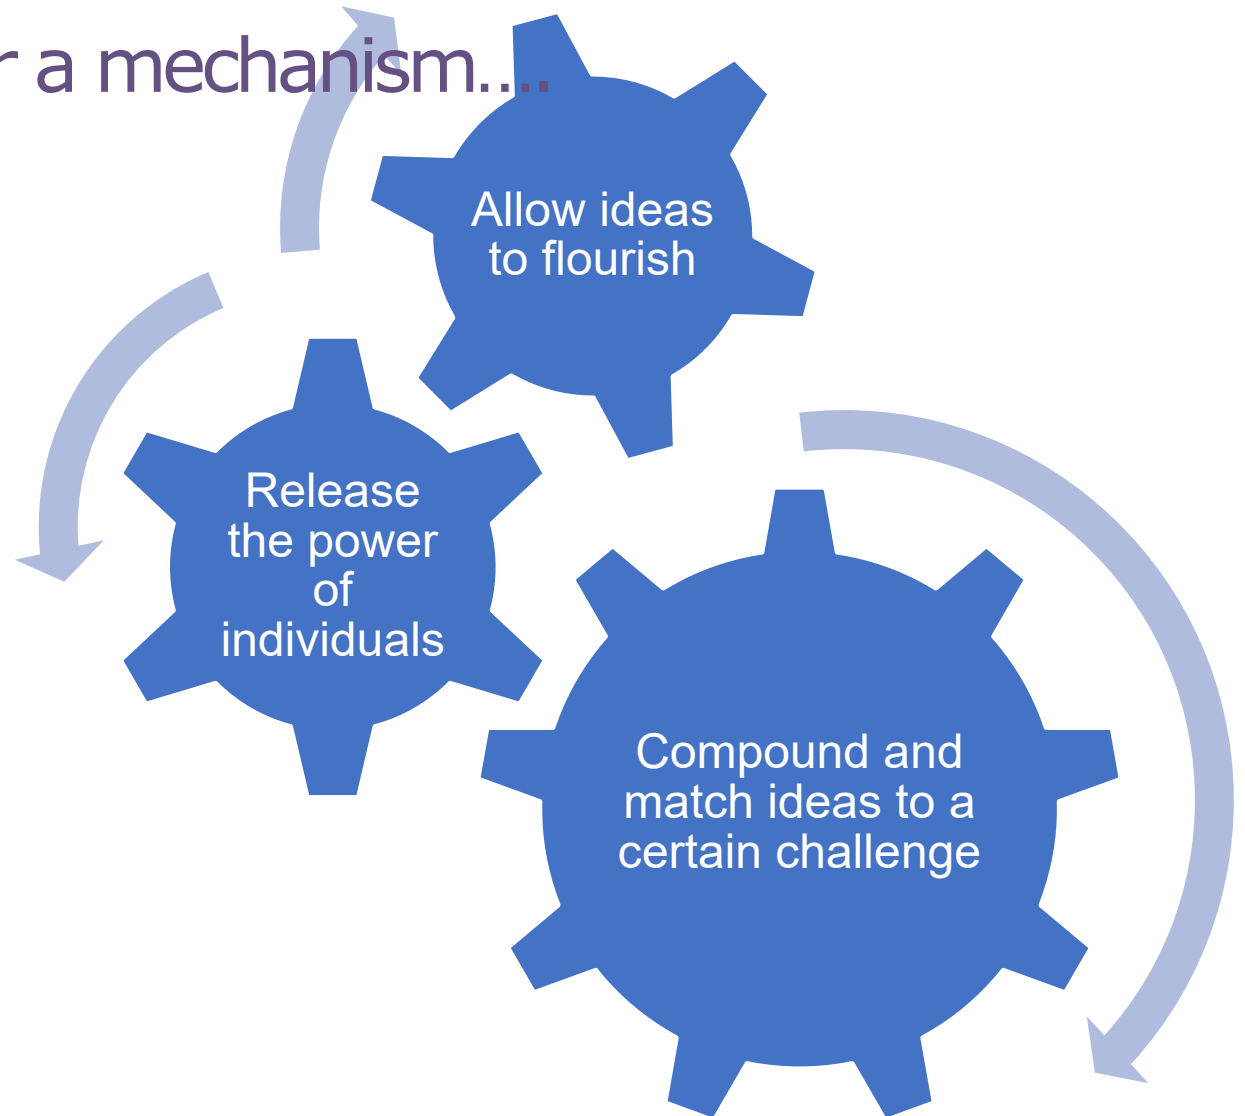 r a mechanism....
Allow ideas
to flourish
Release
the power
of
individuals
Compound and
match ideas to a
certain challenge